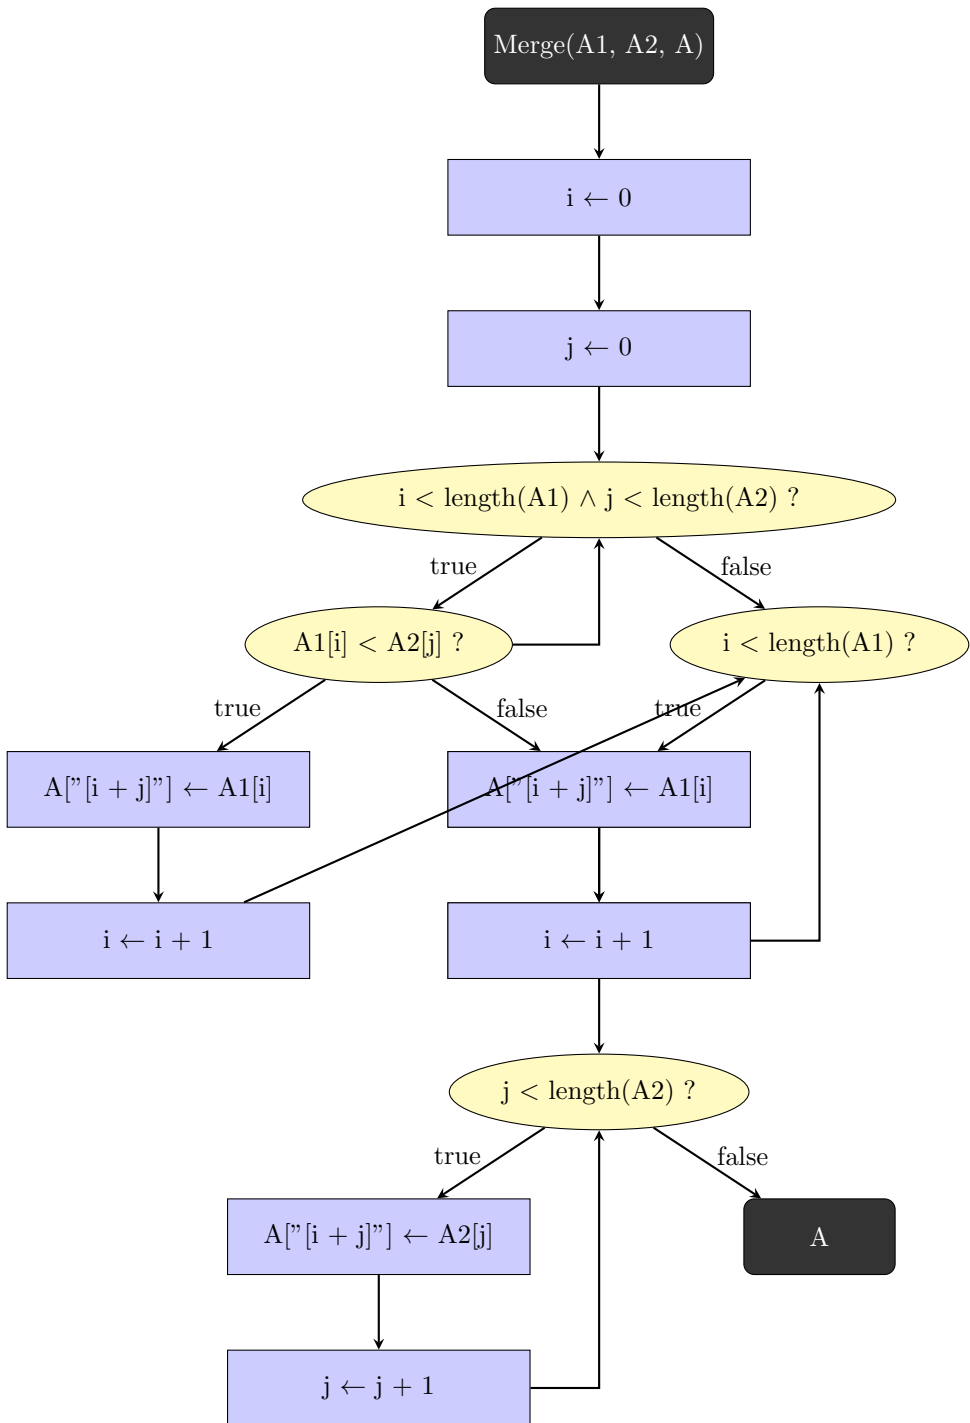 Merge(A1, A2, A)
i ← 0
j ← 0
i < length(A1) ∧ j < length(A2) ?
true
false
A1[i] < A2[j] ?
i < length(A1) ?
true
false
true
A[”[i + j]”] ← A1[i]
A[”[i + j]”] ← A1[i]
i ← i + 1
i ← i + 1
j < length(A2) ?
true
false
A[”[i + j]”] ← A2[j]
A
j ← j + 1